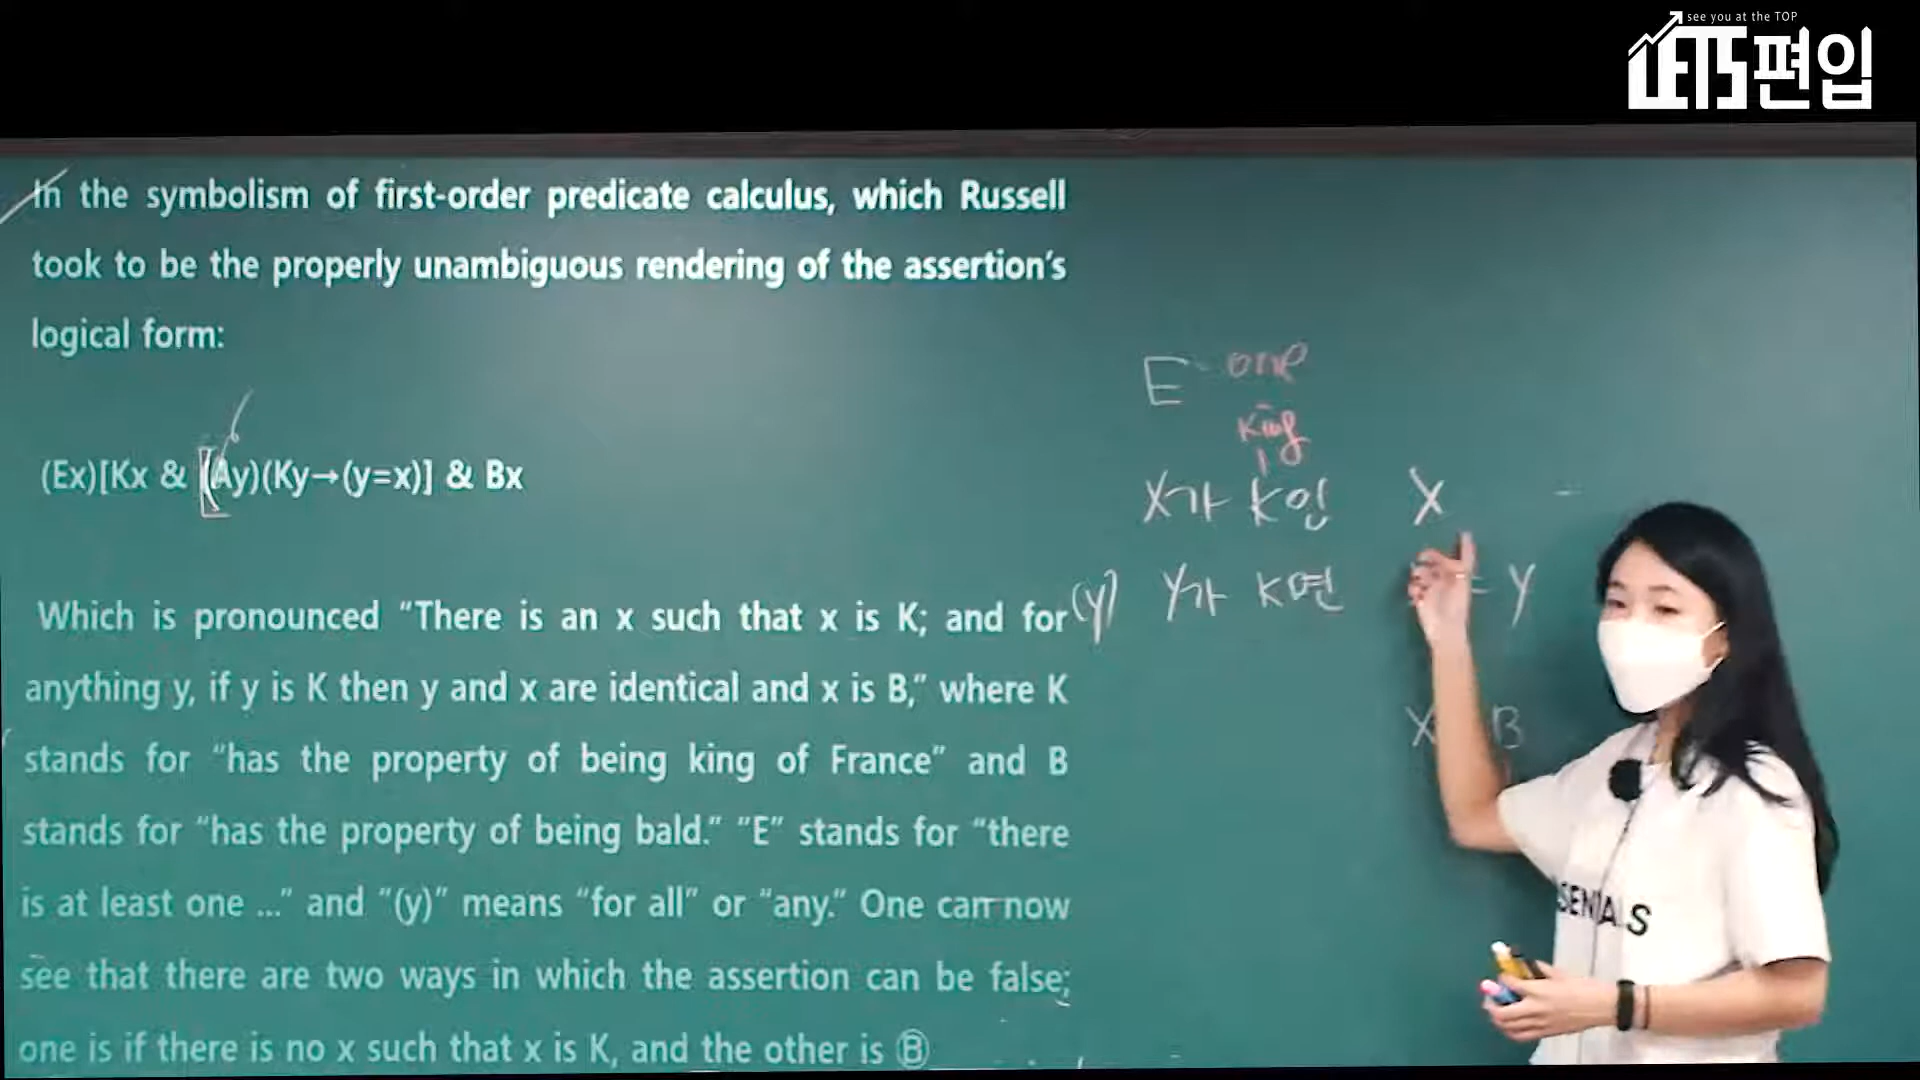 see you at the TOP
LETS편입
In the symbolism of first-order predicate calculus, which Russell
took to be the properly unambiguous rendering of the assertion’s
logical form:
(Ex)[Kx & [(Ay)(Ky→(y=x)] & Bx
Which is pronounced “There is an x such that x is K; and for
anything y, if y is K then y and x are identical and x is B,” where K
stands for “has the property of being king of France” and B
stands for “has the property of being bald.” “E” stands for “there
is at least one ...” and “(y)” means “for all” or “any.” One can now
see that there are two ways in which the assertion can be false;
one is if there is no x such that x is K, and the other is Ⓑ
E one
king
X가 K인 X
(y) y가 K면 = y
X B
SENTIALS